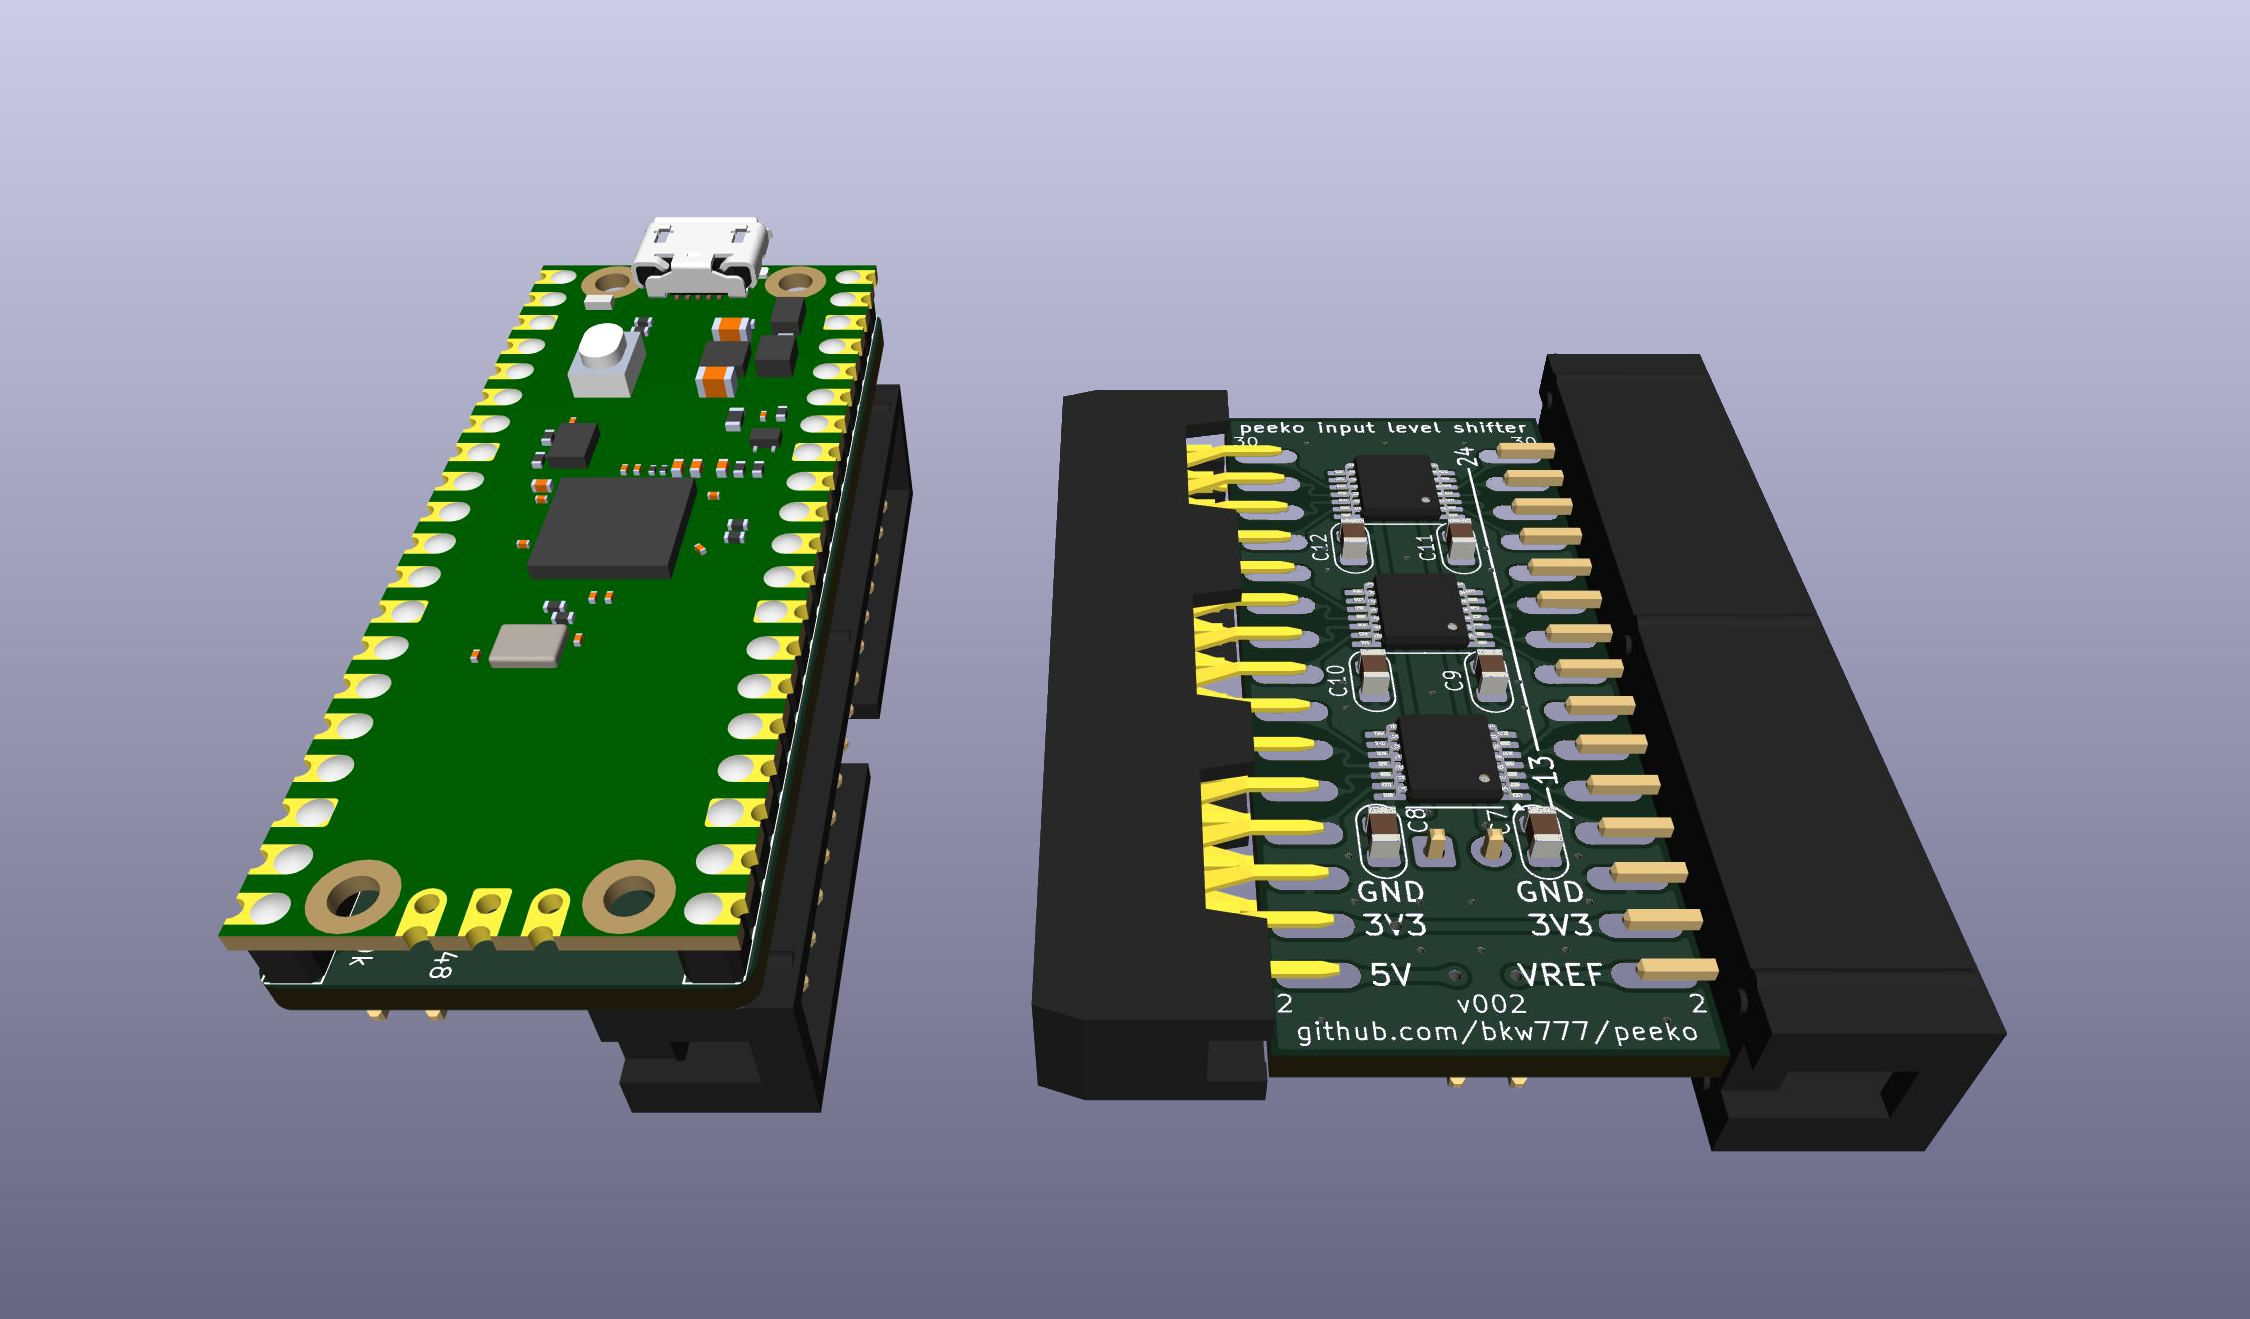 peeko input level shifter
30
30
24
C12
C11
C10
C9
13
C8
C7
GND
GND
3V3
3V3
5V
VREF
2
v002
2
github.com/bkw777/peeko
48